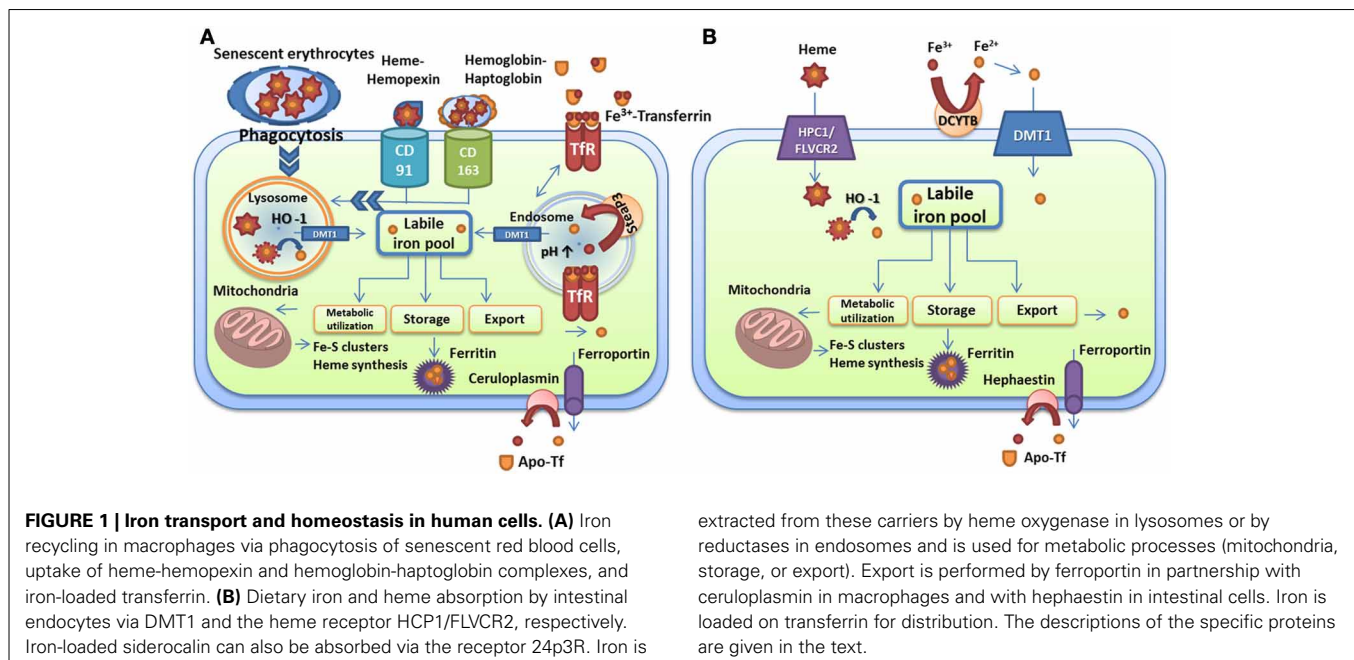 A
Senescent erythrocytes
Heme-
Hemopexin
Hemoglobin-
Haptoglobin
Fe³⁺-Transferrin
Phagocytosis
CD
91
CD
163
TfR
Lysosome
HO -1
DMT1
Labile
iron pool
Endosome
DMT1
Steap3
pH ↑
TfR
Mitochondria
Metabolic
utilization
Storage
Export
Fe-S clusters
Heme synthesis
Ferritin
Ferroportin
Ceruloplasmin
Apo-Tf
B
Heme
Fe³⁺
Fe²⁺
DCYTB
HPC1/
FLVCR2
DMT1
HO -1
Labile
iron pool
Mitochondria
Metabolic
utilization
Storage
Export
Fe-S clusters
Heme synthesis
Ferritin
Ferroportin
Hephaestin
Apo-Tf
FIGURE 1 | Iron transport and homeostasis in human cells. (A) Iron
recycling in macrophages via phagocytosis of senescent red blood cells,
uptake of heme-hemopexin and hemoglobin-haptoglobin complexes, and
iron-loaded transferrin. (B) Dietary iron and heme absorption by intestinal
endocytes via DMT1 and the heme receptor HCP1/FLVCR2, respectively.
Iron-loaded siderocalin can also be absorbed via the receptor 24p3R. Iron is
extracted from these carriers by heme oxygenase in lysosomes or by
reductases in endosomes and is used for metabolic processes (mitochondria,
storage, or export). Export is performed by ferroportin in partnership with
ceruloplasmin in macrophages and with hephaestin in intestinal cells. Iron is
loaded on transferrin for distribution. The descriptions of the specific proteins
are given in the text.